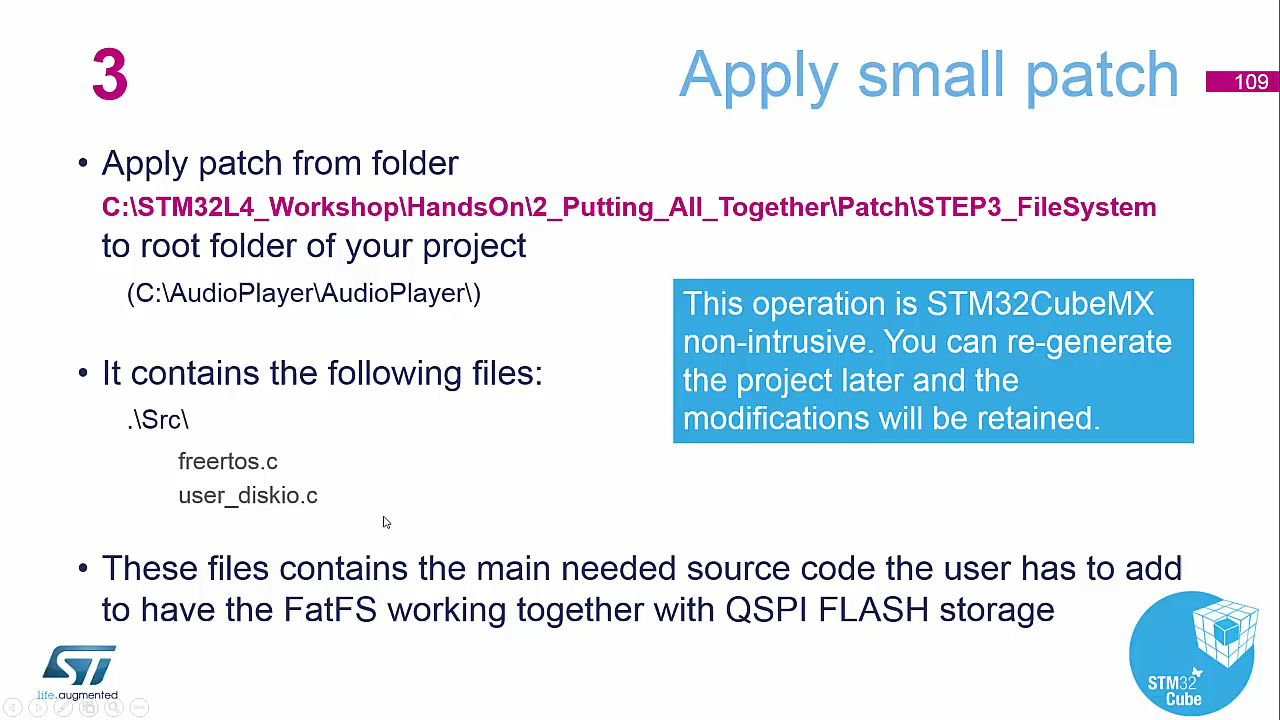 3
Apply small patch
109
• Apply patch from folder
C:\STM32L4_Workshop\HandsOn\2_Putting_All_Together\Patch\STEP3_FileSystem
to root folder of your project
(C:\AudioPlayer\AudioPlayer\)
This operation is STM32CubeMX
non-intrusive. You can re-generate
the project later and the
modifications will be retained.
• It contains the following files:
.\Src\
freertos.c
user_diskio.c
• These files contains the main needed source code the user has to add
to have the FatFS working together with QSPI FLASH storage
ST
life.augmented
STM32
Cube